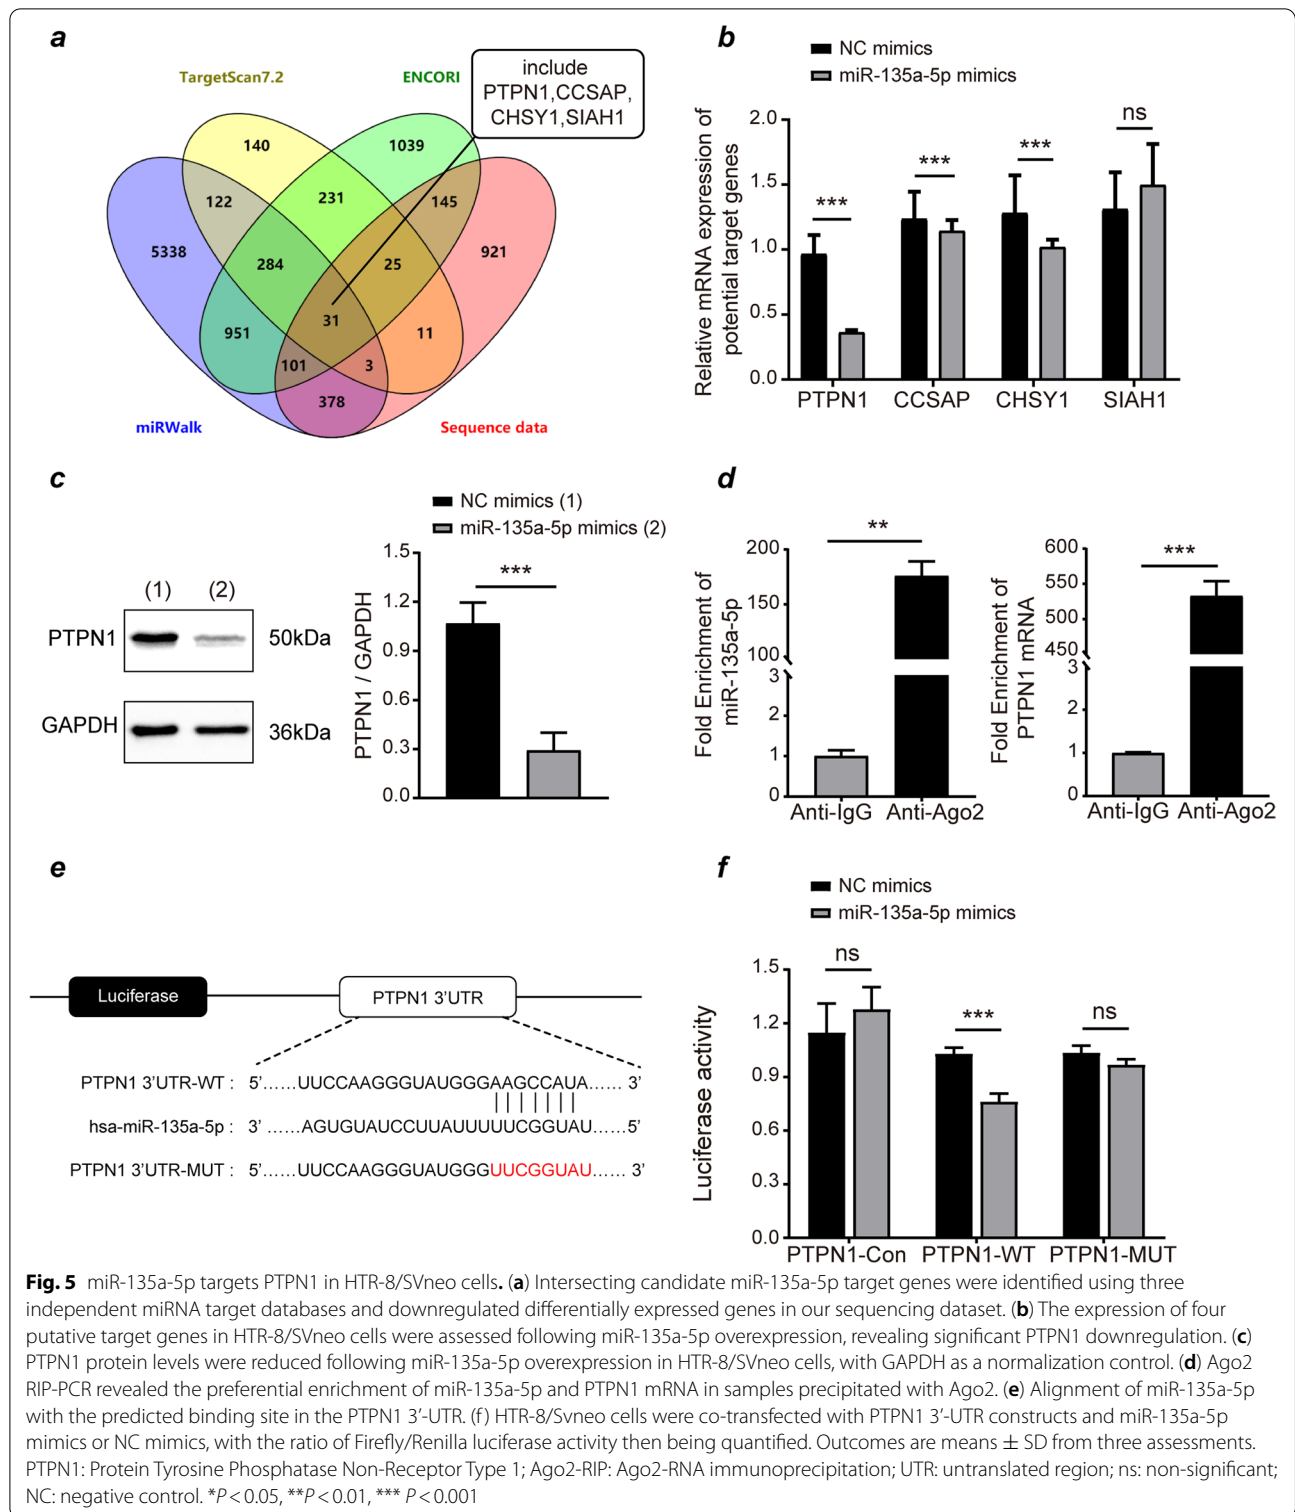 a
TargetScan7.2
ENCORI
include
PTPN1,CCSAP,
CHSY1,SIAH1
140
1039
122
231
145
5338
284
25
921
31
951
101
3
11
378
miRWalk
Sequence data
b
NC mimics
miR-135a-5p mimics
Relative mRNA expression of
potential target genes
2.0
1.5
1.0
0.5
0.0
***
***
***
ns
PTPN1
CCSAP
CHSY1
SIAH1
c
NC mimics (1)
miR-135a-5p mimics (2)
(1) (2)
PTPN1
50kDa
GAPDH
36kDa
PTPN1 / GAPDH
1.5
1.2
0.9
0.6
0.3
0.0
***
d
Fold Enrichment of
miR-135a-5p
200
150
100
3
2
1
0
**
Anti-IgG Anti-Ago2
Fold Enrichment of
PTPN1 mRNA
600
550
500
450
3
2
1
0
***
Anti-IgG Anti-Ago2
e
Luciferase
PTPN1 3’UTR
PTPN1 3’UTR-WT : 5’......UUCCAAGGGUAUGGGAAGCCAUA...... 3’
hsa-miR-135a-5p : 3’ ......AGUGUAUCCUUAUUUUUCGGUAU......5’
PTPN1 3’UTR-MUT : 5’......UUCCAAGGGUAUGGGUUCGGUAU...... 3’
f
NC mimics
miR-135a-5p mimics
Luciferase activity
1.5
1.2
0.9
0.6
0.3
0.0
ns
***
ns
PTPN1-Con PTPN1-WT PTPN1-MUT
Fig. 5 miR-135a-5p targets PTPN1 in HTR-8/SVneo cells. (a) Intersecting candidate miR-135a-5p target genes were identified using three
independent miRNA target databases and downregulated differentially expressed genes in our sequencing dataset. (b) The expression of four
putative target genes in HTR-8/SVneo cells were assessed following miR-135a-5p overexpression, revealing significant PTPN1 downregulation. (c)
PTPN1 protein levels were reduced following miR-135a-5p overexpression in HTR-8/SVneo cells, with GAPDH as a normalization control. (d) Ago2
RIP-PCR revealed the preferential enrichment of miR-135a-5p and PTPN1 mRNA in samples precipitated with Ago2. (e) Alignment of miR-135a-5p
with the predicted binding site in the PTPN1 3’-UTR. (f) HTR-8/Svneo cells were co-transfected with PTPN1 3’-UTR constructs and miR-135a-5p
mimics or NC mimics, with the ratio of Firefly/Renilla luciferase activity then being quantified. Outcomes are means ± SD from three assessments.
PTPN1: Protein Tyrosine Phosphatase Non-Receptor Type 1; Ago2-RIP: Ago2-RNA immunoprecipitation; UTR: untranslated region; ns: non-significant;
NC: negative control. *P < 0.05, **P < 0.01, *** P < 0.001